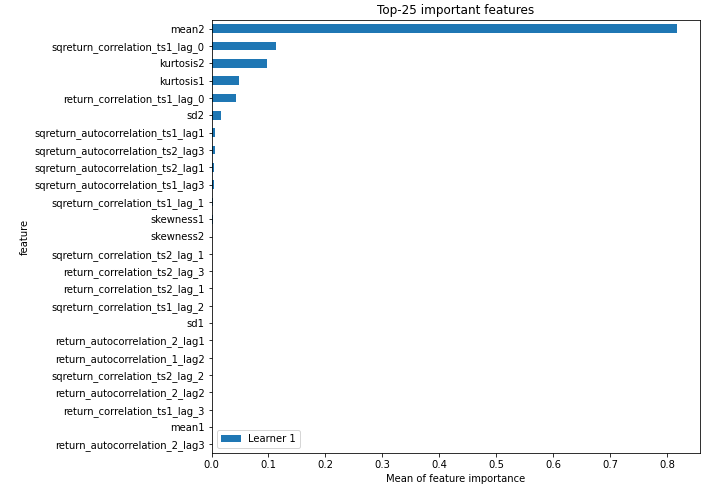 Top-25 important features
mean2
sqreturn_correlation_ts1_lag_0
kurtosis2
kurtosis1
return_correlation_ts1_lag_0
sd2
sqreturn_autocorrelation_ts1_lag1
sqreturn_autocorrelation_ts2_lag3
sqreturn_autocorrelation_ts2_lag1
sqreturn_autocorrelation_ts1_lag3
sqreturn_correlation_ts1_lag_1
skewness1
skewness2
sqreturn_correlation_ts2_lag_1
return_correlation_ts2_lag_3
return_correlation_ts2_lag_1
sqreturn_correlation_ts1_lag_2
sd1
return_autocorrelation_2_lag1
return_autocorrelation_1_lag2
sqreturn_correlation_ts2_lag_2
return_autocorrelation_2_lag2
return_correlation_ts1_lag_3
mean1
return_autocorrelation_2_lag3
feature
Learner 1
0.0 0.1 0.2 0.3 0.4 0.5 0.6 0.7 0.8
Mean of feature importance